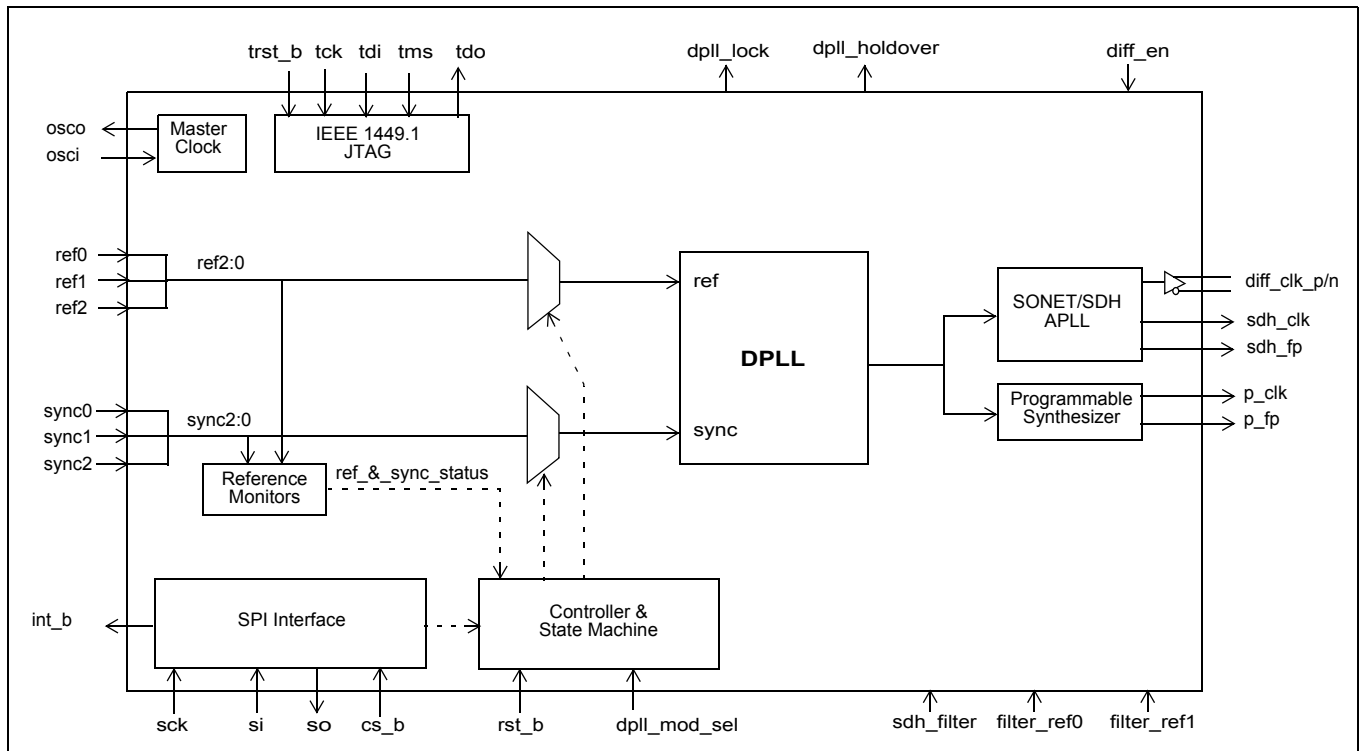 trst_b tck tdi tms tdo dpll_lock dpll_holdover diff_en
osco
osci
Master
Clock
IEEE 1449.1
JTAG
ref0
ref1
ref2
ref2:0
ref
DPLL
sync
SONET/SDH
APLL
diff_clk_p/n
sdh_clk
sdh_fp
Programmable
Synthesizer
p_clk
p_fp
sync0
sync1
sync2
sync2:0
Reference
Monitors
ref_&_sync_status
int_b
SPI Interface
Controller &
State Machine
sck si so cs_b rst_b dpll_mod_sel sdh_filter filter_ref0 filter_ref1